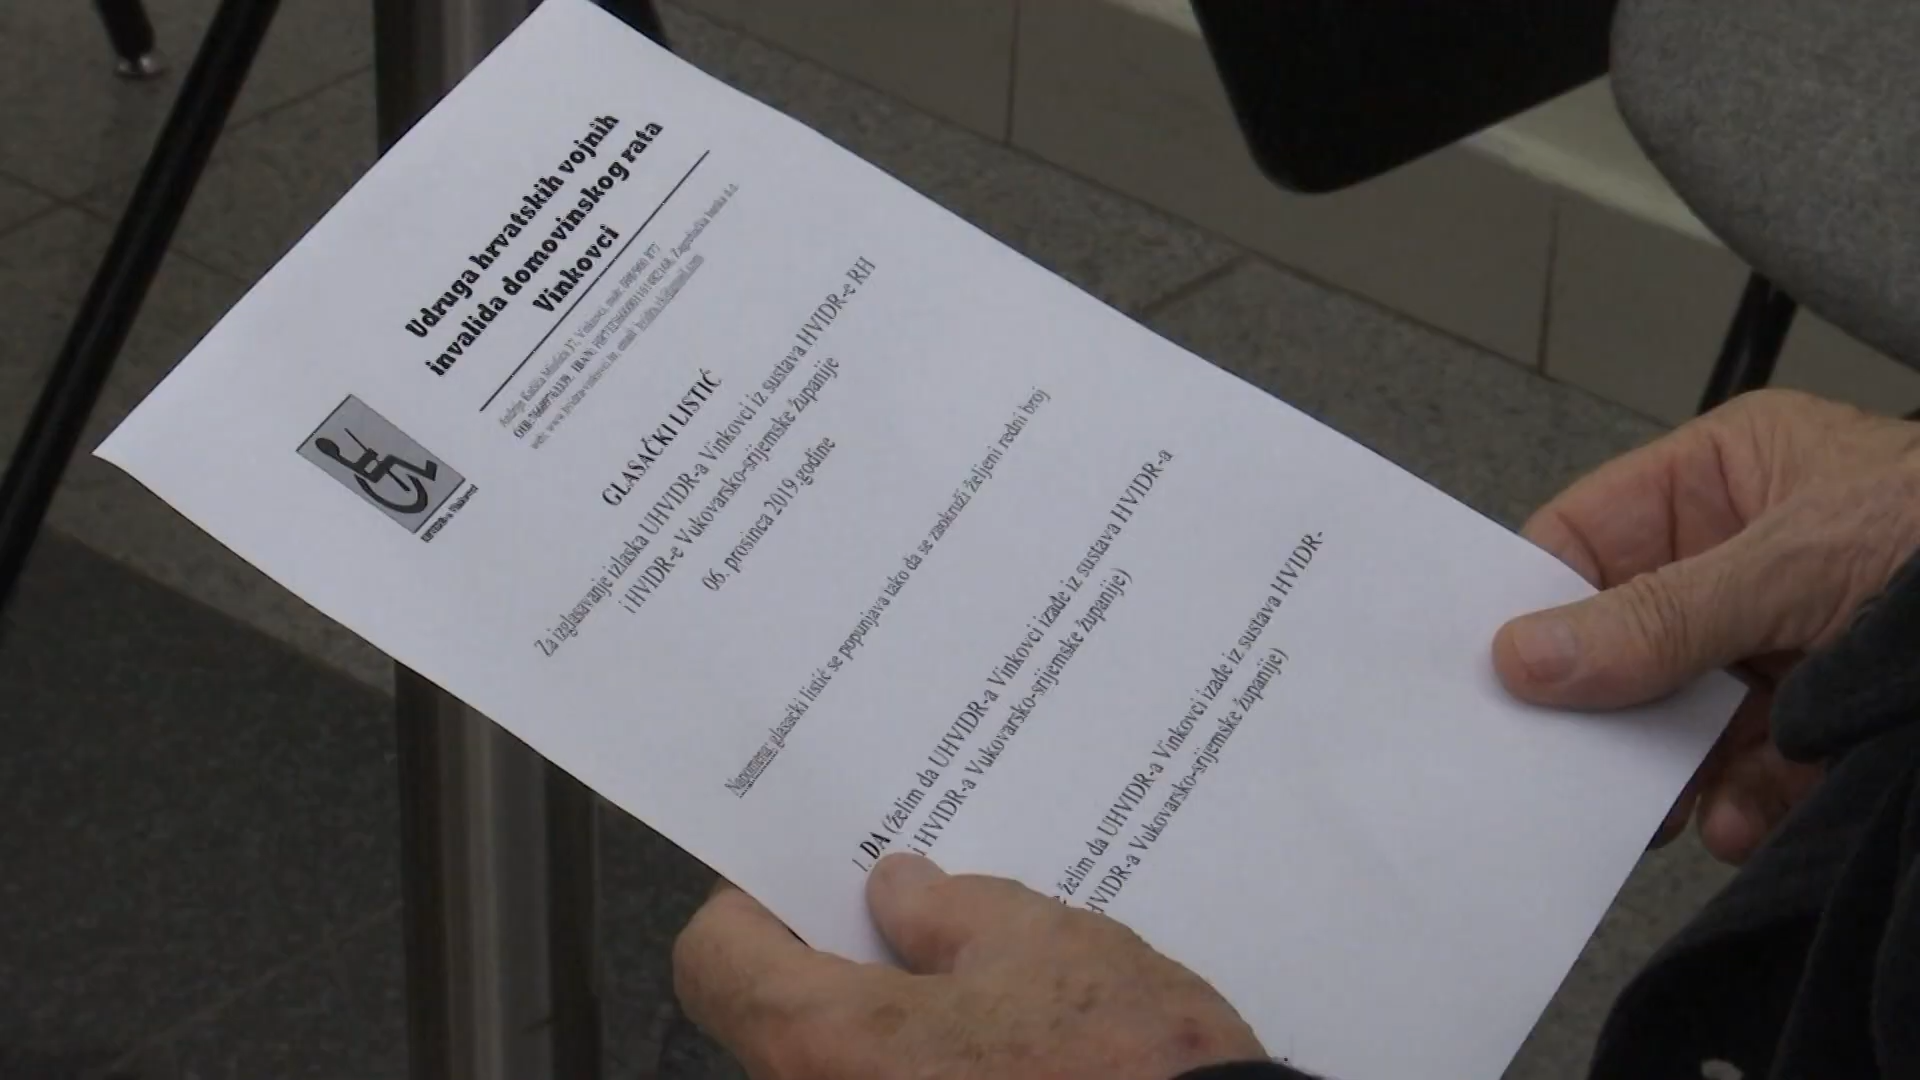 Udruga hrvatskih vojnih
invalida domovinskog rata
Vinkovci
GLASAČKI LISTIĆ
Za izglasavanje izlaska UHVIDR-a Vinkovci iz sustava HVIDR-e RH
i HVIDR-e Vukovarsko-srijemske županije
06. prosinca 2019.godine
Napomena: glasački listić se popunjava tako da se zaokruži željeni redni broj
1. DA (želim da UHVIDR-a Vinkovci izađe iz sustava HVIDR-a
i HVIDR-a Vukovarsko-srijemske županije)
želim da UHVIDR-a Vinkovci izađe iz sustava HVIDR-
HVIDR-a Vukovarsko-srijemske županije)